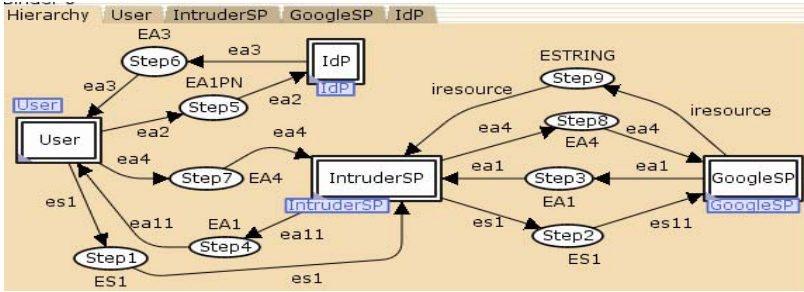 Binder 0
Hierarchy User IntruderSP GoogleSP IdP
EA3
Step6
ea3
IdP
IdP
ea3
EA1PN
Step5
ea2
ea2
User
User
ea4
Step7
EA4
ea4
IntruderSP
IntruderSP
es1
ea11
EA1
Step4
ea11
Step1
ES1
es1
ESTRING
Step9
iresource
iresource
ea4
Step8
EA4
ea4
ea1
Step3
EA1
ea1
GoogleSP
GoogleSP
es1
Step2
ES1
es11